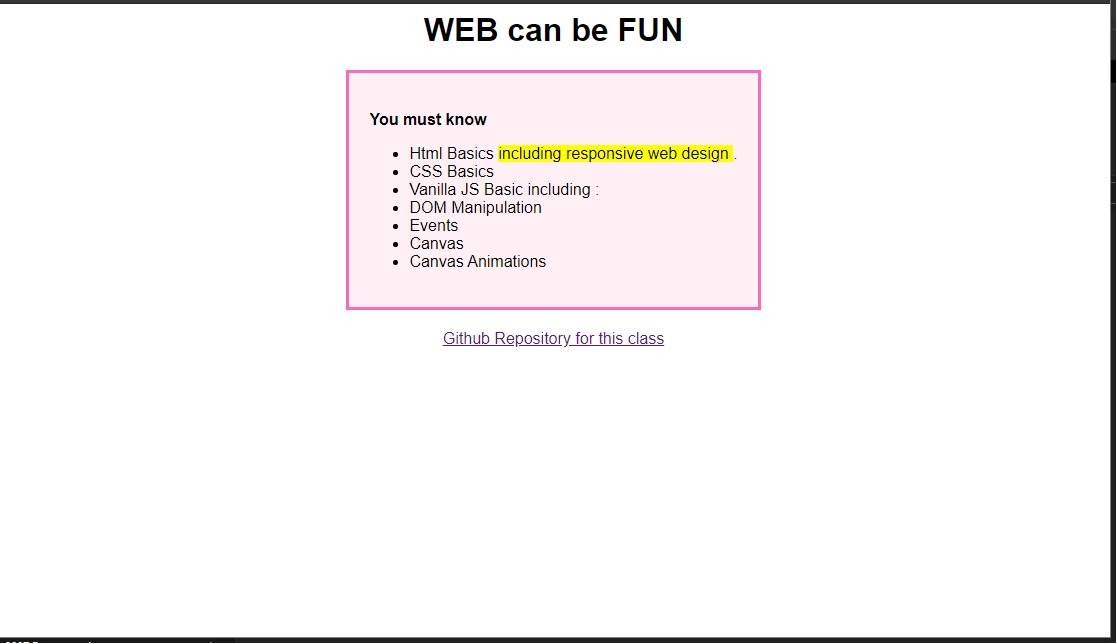 WEB can be FUN
You must know
Html Basics including responsive web design .
CSS Basics
Vanilla JS Basic including :
DOM Manipulation
Events
Canvas
Canvas Animations
Github Repository for this class